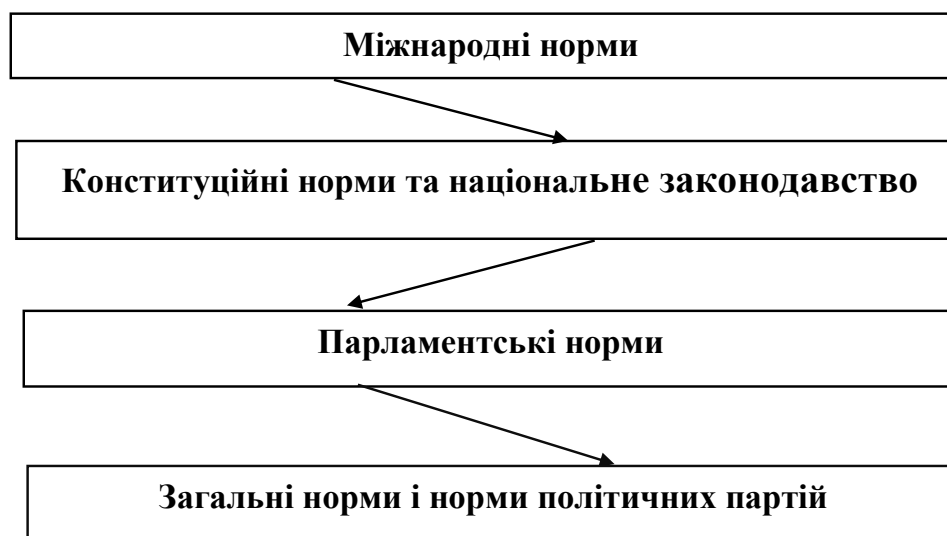 Міжнародні норми
Конституційні норми та національне законодавство
Парламентські норми
Загальні норми і норми політичних партій